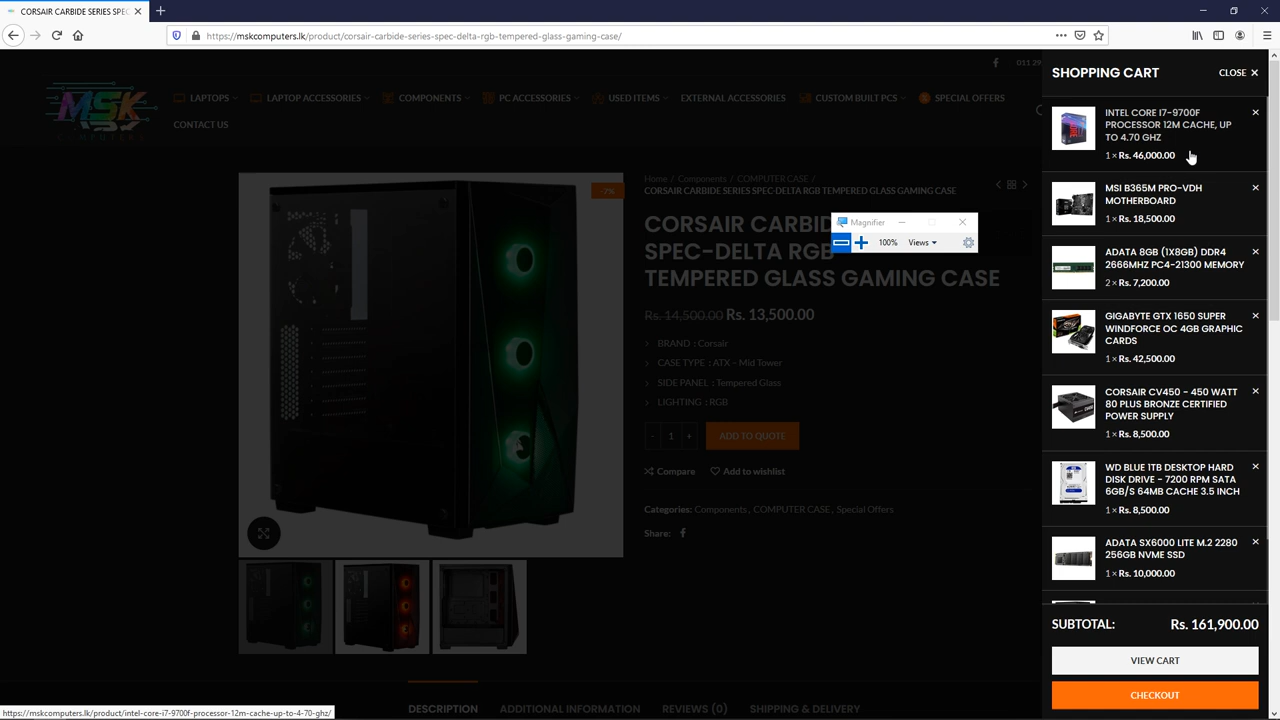 CORSAIR CARBIDE SERIES SPEC
https://mskcomputers.lk/product/corsair-carbide-series-spec-delta-rgb-tempered-glass-gaming-case/
011 29
MSK
LAPTOPS
LAPTOP ACCESSORIES
COMPONENTS
PC ACCESSORIES
USED ITEMS
EXTERNAL ACCESSORIES
CUSTOM BUILT PCS
SPECIAL OFFERS
CONTACT US
-7%
Home / Components / COMPUTER CASE /
CORSAIR CARBIDE SERIES SPEC-DELTA RGB TEMPERED GLASS GAMING CASE
CORSAIR CARBID
SPEC-DELTA RGB
TEMPERED GLASS GAMING CASE
Magnifier
100%
Views
Rs. 14,500.00 Rs. 13,500.00
BRAND : Corsair
CASE TYPE : ATX – Mid Tower
SIDE PANEL : Tempered Glass
LIGHTING : RGB
- 1 + ADD TO QUOTE
Compare Add to wishlist
Categories: Components, COMPUTER CASE, Special Offers
Share:
DESCRIPTION ADDITIONAL INFORMATION REVIEWS (0) SHIPPING & DELIVERY
SHOPPING CART CLOSE
INTEL CORE I7-9700F
PROCESSOR 12M CACHE, UP
TO 4.70 GHZ
1 × Rs. 46,000.00
MSI B365M PRO-VDH
MOTHERBOARD
1 × Rs. 18,500.00
ADATA 8GB (1X8GB) DDR4
2666MHZ PC4-21300 MEMORY
2 × Rs. 7,200.00
GIGABYTE GTX 1650 SUPER
WINDFORCE OC 4GB GRAPHIC
CARDS
1 × Rs. 42,500.00
CORSAIR CV450 – 450 WATT
80 PLUS BRONZE CERTIFIED
POWER SUPPLY
1 × Rs. 8,500.00
WD BLUE 1TB DESKTOP HARD
DISK DRIVE – 7200 RPM SATA
6GB/S 64MB CACHE 3.5 INCH
1 × Rs. 8,500.00
ADATA SX6000 LITE M.2 2280
256GB NVME SSD
1 × Rs. 10,000.00
SUBTOTAL: Rs. 161,900.00
VIEW CART
CHECKOUT
https://mskcomputers.lk/product/intel-core-i7-9700f-processor-12m-cache-up-to-4-70-ghz/